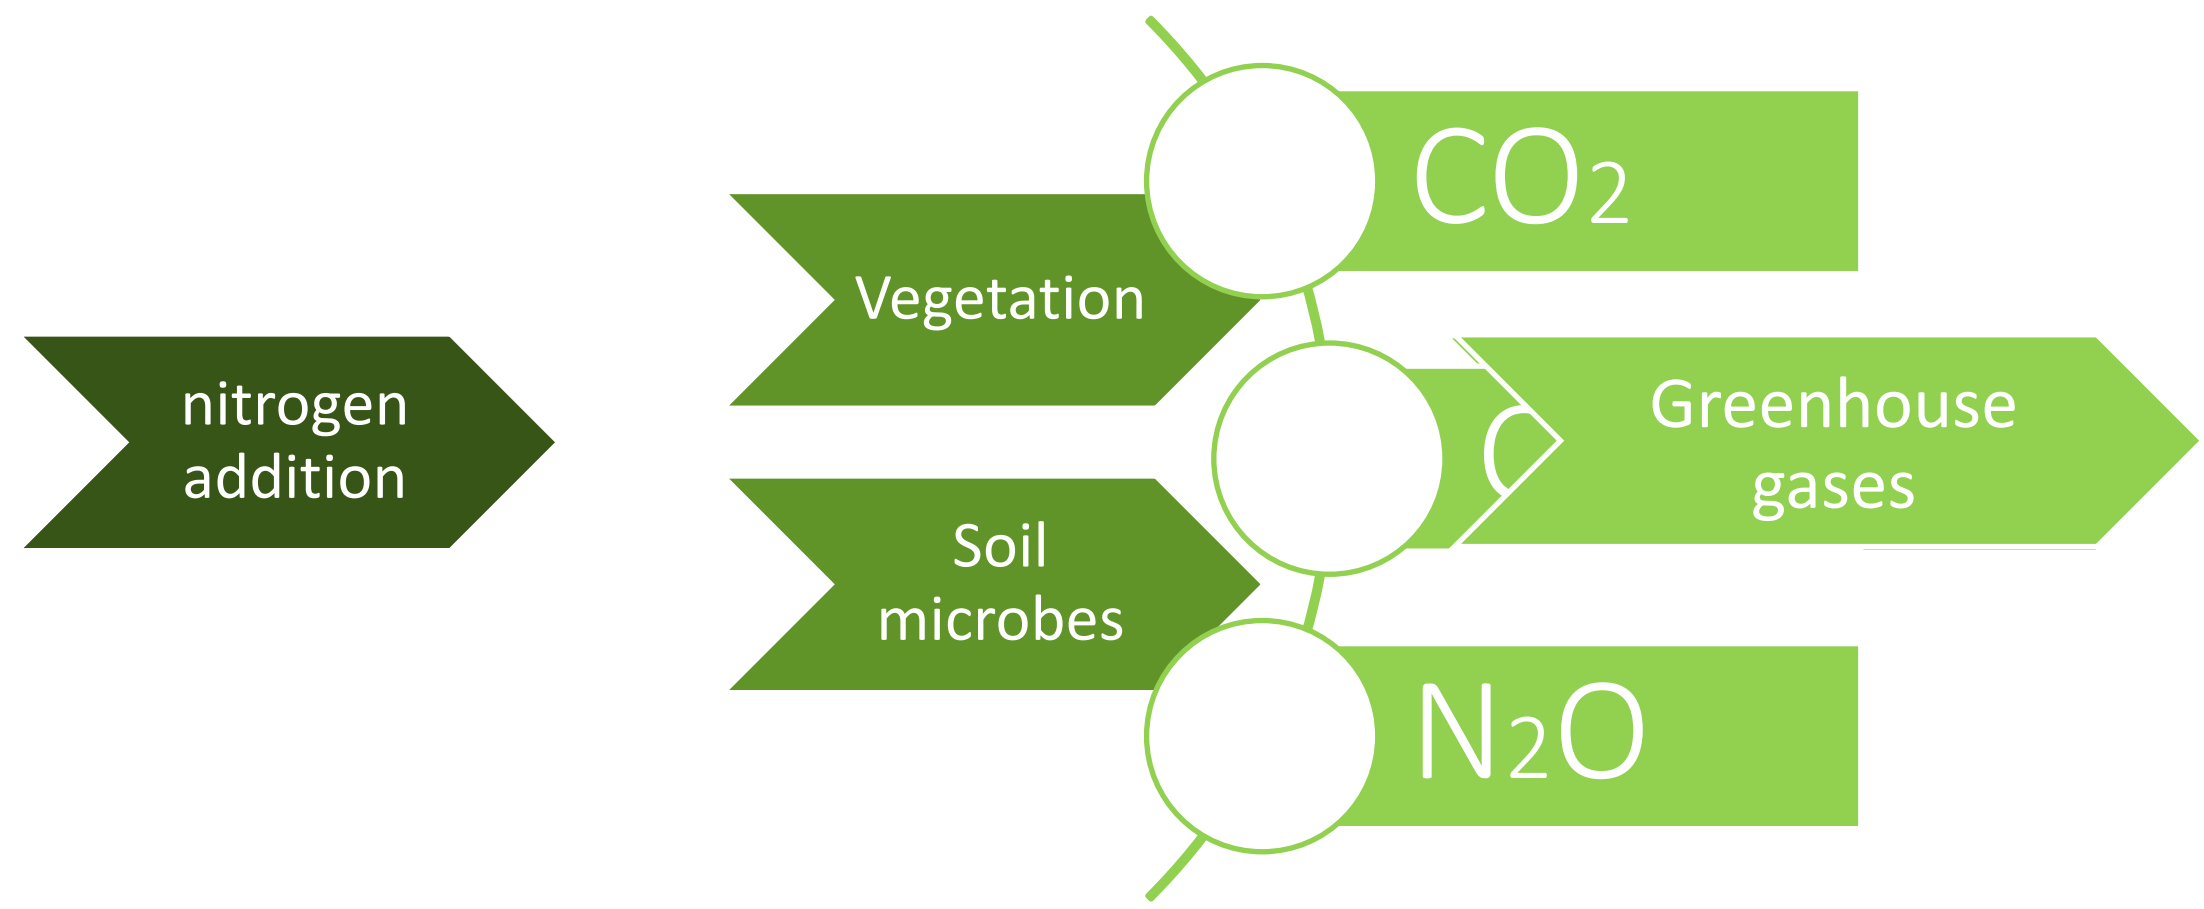 nitrogen
addition
Vegetation
Soil
microbes
CO2
C
Greenhouse
gases
N2O